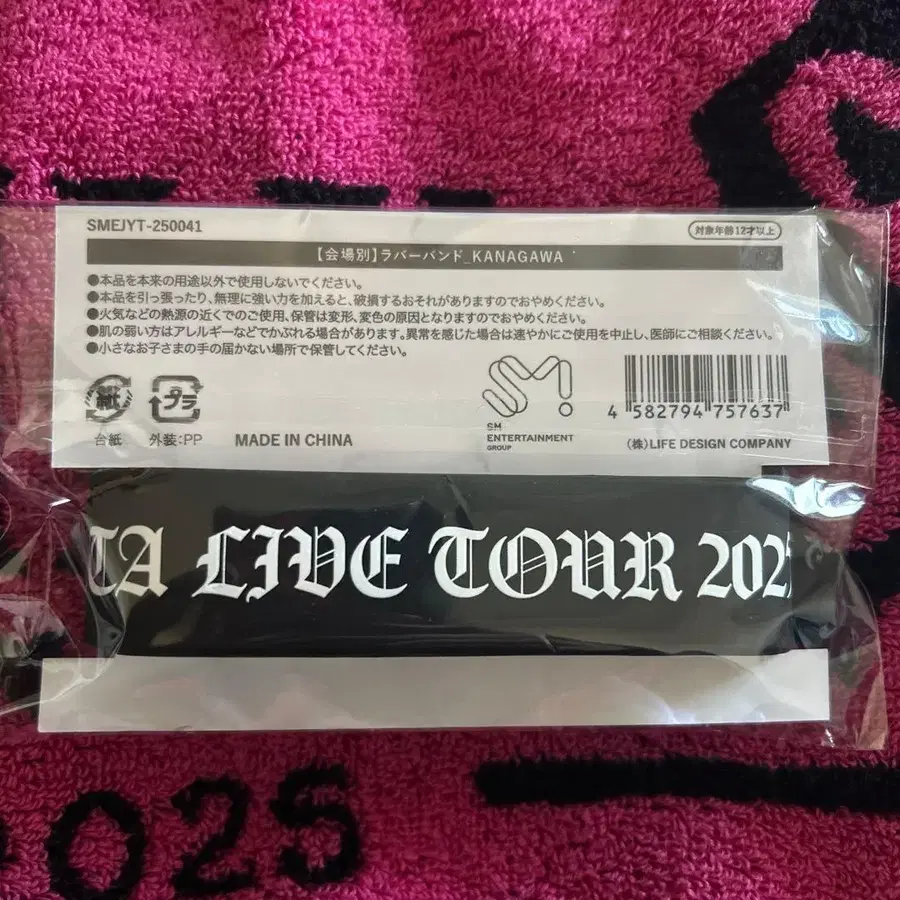 SMEJYT-250041
対象年齢12才以上
【会場別】ラバーバンド_KANAGAWA
●本品を本来の用途以外で使用しないでください。
●本品を引っ張ったり、無理に強い力を加えると、破損するおそれがありますのでおやめください。
●火気などの熱源の近くでのご使用、保管は変形、変色の原因となりますのでおやめください。
●肌の弱い方はアレルギーなどでかぶれる場合があります。異常を感じた場合は速やかにご使用を中止し、医師にご相談ください。
●小さなお子さまの手の届かない場所で保管してください。
紙
プラ
台紙
外装:PP
MADE IN CHINA
SM
ENTERTAINMENT
GROUP
4 582794 757637
(株)LIFE DESIGN COMPANY
TA LIVE TOUR 2025
2025